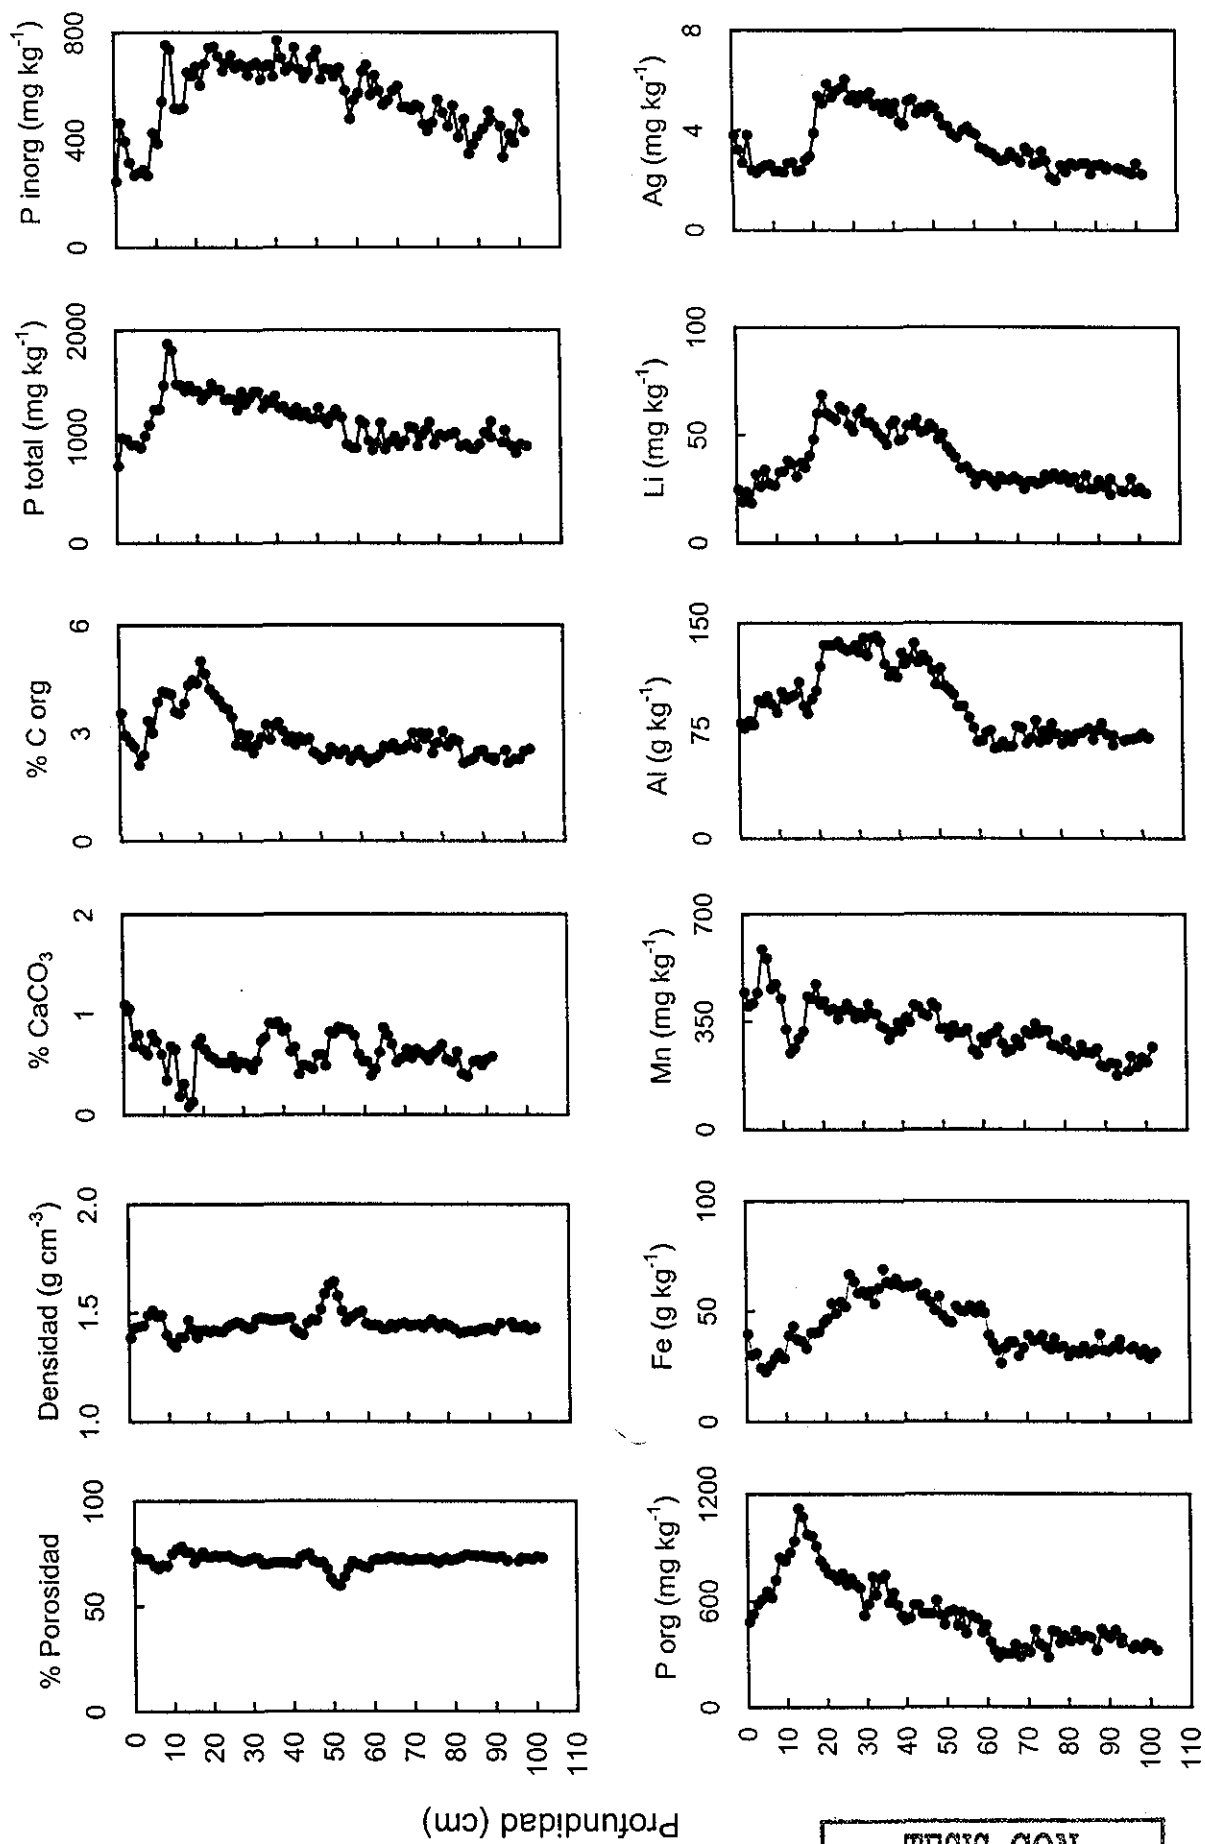 % Porosidad
0 50 100
Densidad (g cm-3)
1.0 1.5 2.0
% CaCO3
0 1 2
% C org
0 3 6
P total (mg kg-1)
0 1000 2000
P inorg (mg kg-1)
0 400 800
0
10
20
30
40
50
60
70
80
90
100
110
Profundidad (cm)
P org (mg kg-1)
0 600 1200
Fe (g kg-1)
0 50 100
Mn (mg kg-1)
0 350 700
Al (g kg-1)
0 75 150
Li (mg kg-1)
0 50 100
Ag (mg kg-1)
0 4 8
0
10
20
30
40
50
60
70
80
90
100
110
TESIS CON